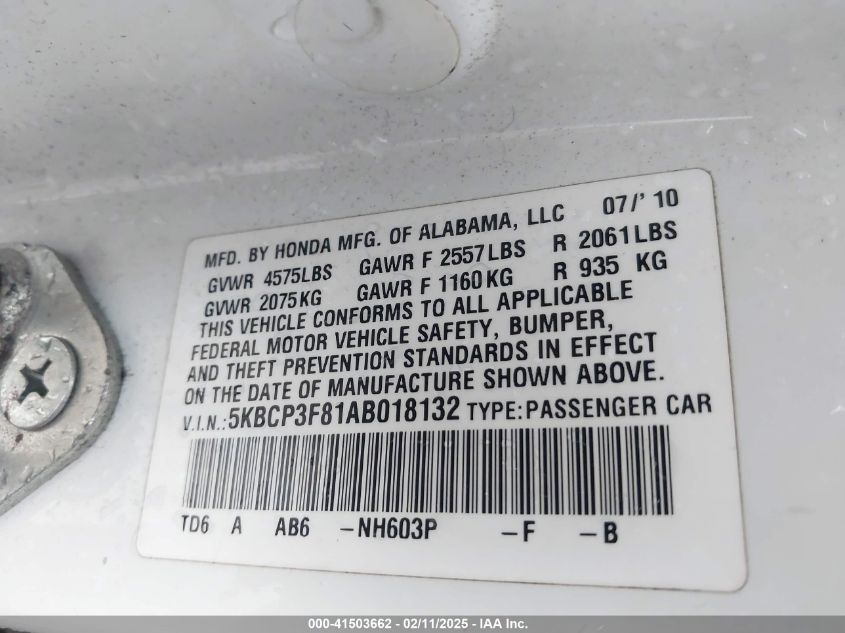 MFD. BY HONDA MFG. OF ALABAMA, LLC 07/' 10
GVWR 4575LBS GAWR F 2557LBS R 2061LBS
GVWR 2075KG GAWR F 1160KG R 935 KG
THIS VEHICLE CONFORMS TO ALL APPLICABLE
FEDERAL MOTOR VEHICLE SAFETY, BUMPER,
AND THEFT PREVENTION STANDARDS IN EFFECT
ON THE DATE OF MANUFACTURE SHOWN ABOVE.
V.I.N.:5KBCP3F81AB018132 TYPE:PASSENGER CAR
TD6 A AB6 -NH603P -F -B
000-41503662 - 02/11/2025 - IAA Inc.